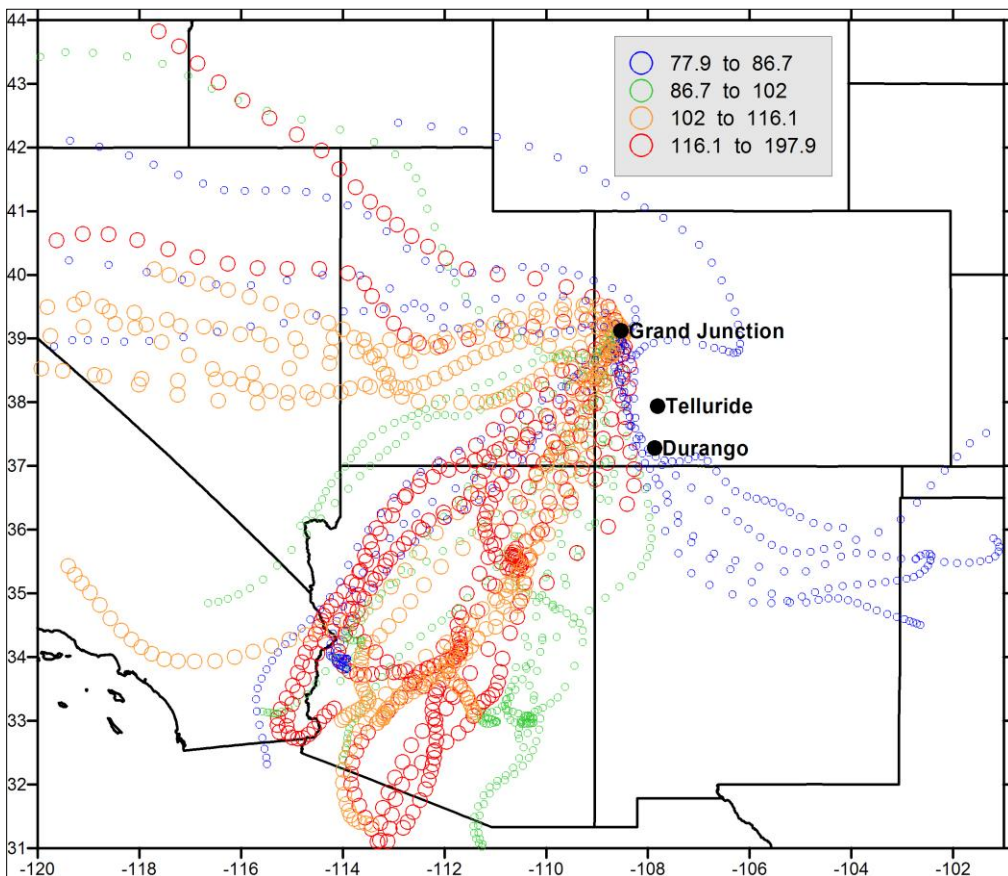 44
43
42
41
40
39
38
37
36
35
34
33
32
31
77.9 to 86.7
86.7 to 102
102 to 116.1
116.1 to 197.9
Grand Junction
Telluride
Durango
-120 -118 -116 -114 -112 -110 -108 -106 -104 -102